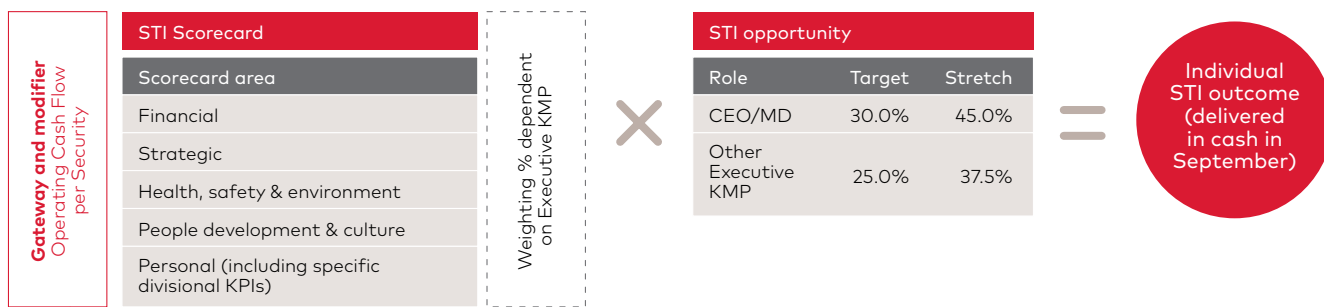 Gateway and modifier
Operating Cash Flow
per Security
STI Scorecard
Scorecard area
Financial
Strategic
Health, safety & environment
People development & culture
Personal (including specific
divisional KPIs)
Weighting % dependent
on Executive KMP
STI opportunity
Role Target Stretch
CEO/MD 30.0% 45.0%
Other
Executive
KMP
25.0% 37.5%
Individual
STI outcome
(delivered
in cash in
September)